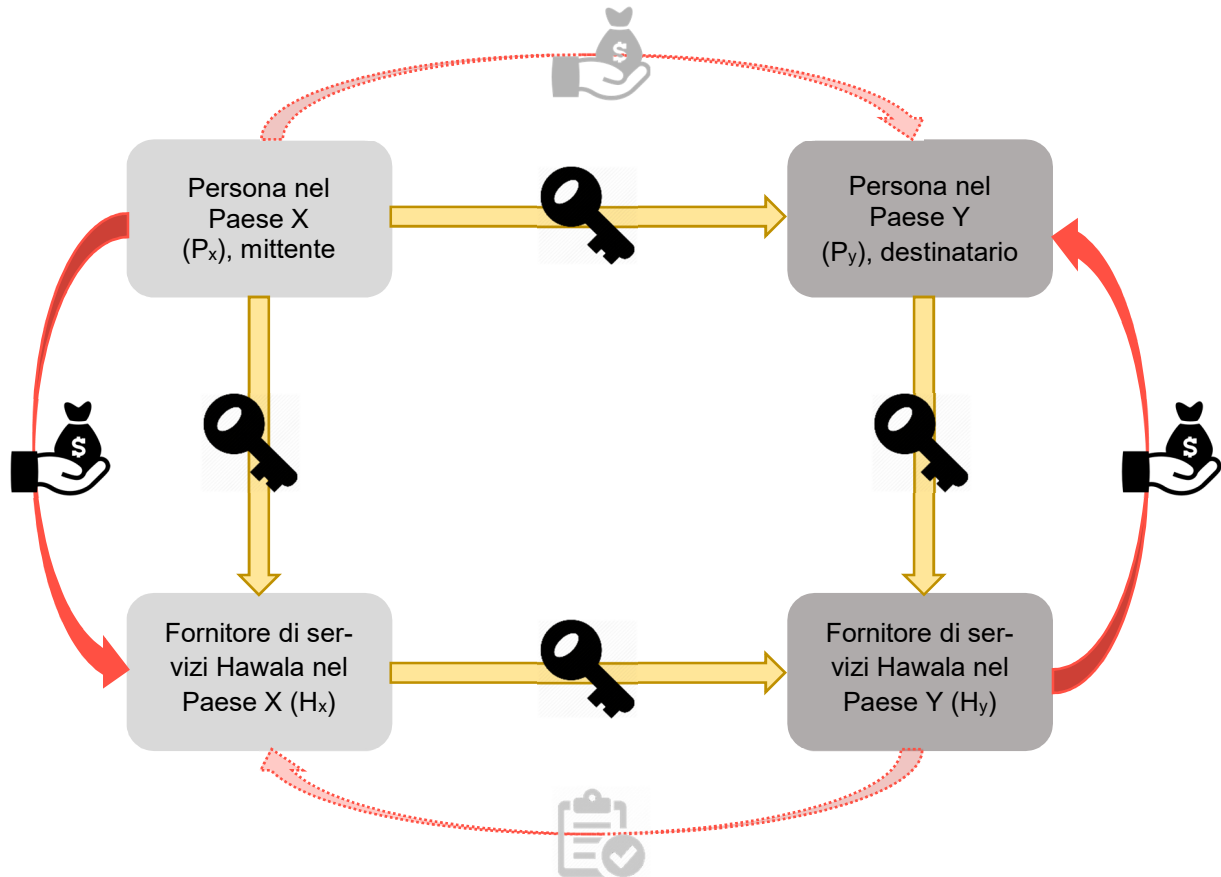 Persona nel
Paese X
(Px), mittente
Persona nel
Paese Y
(Py), destinatario
Fornitore di ser-
vizi Hawala nel
Paese X (Hx)
Fornitore di ser-
vizi Hawala nel
Paese Y (Hy)
$
$
$